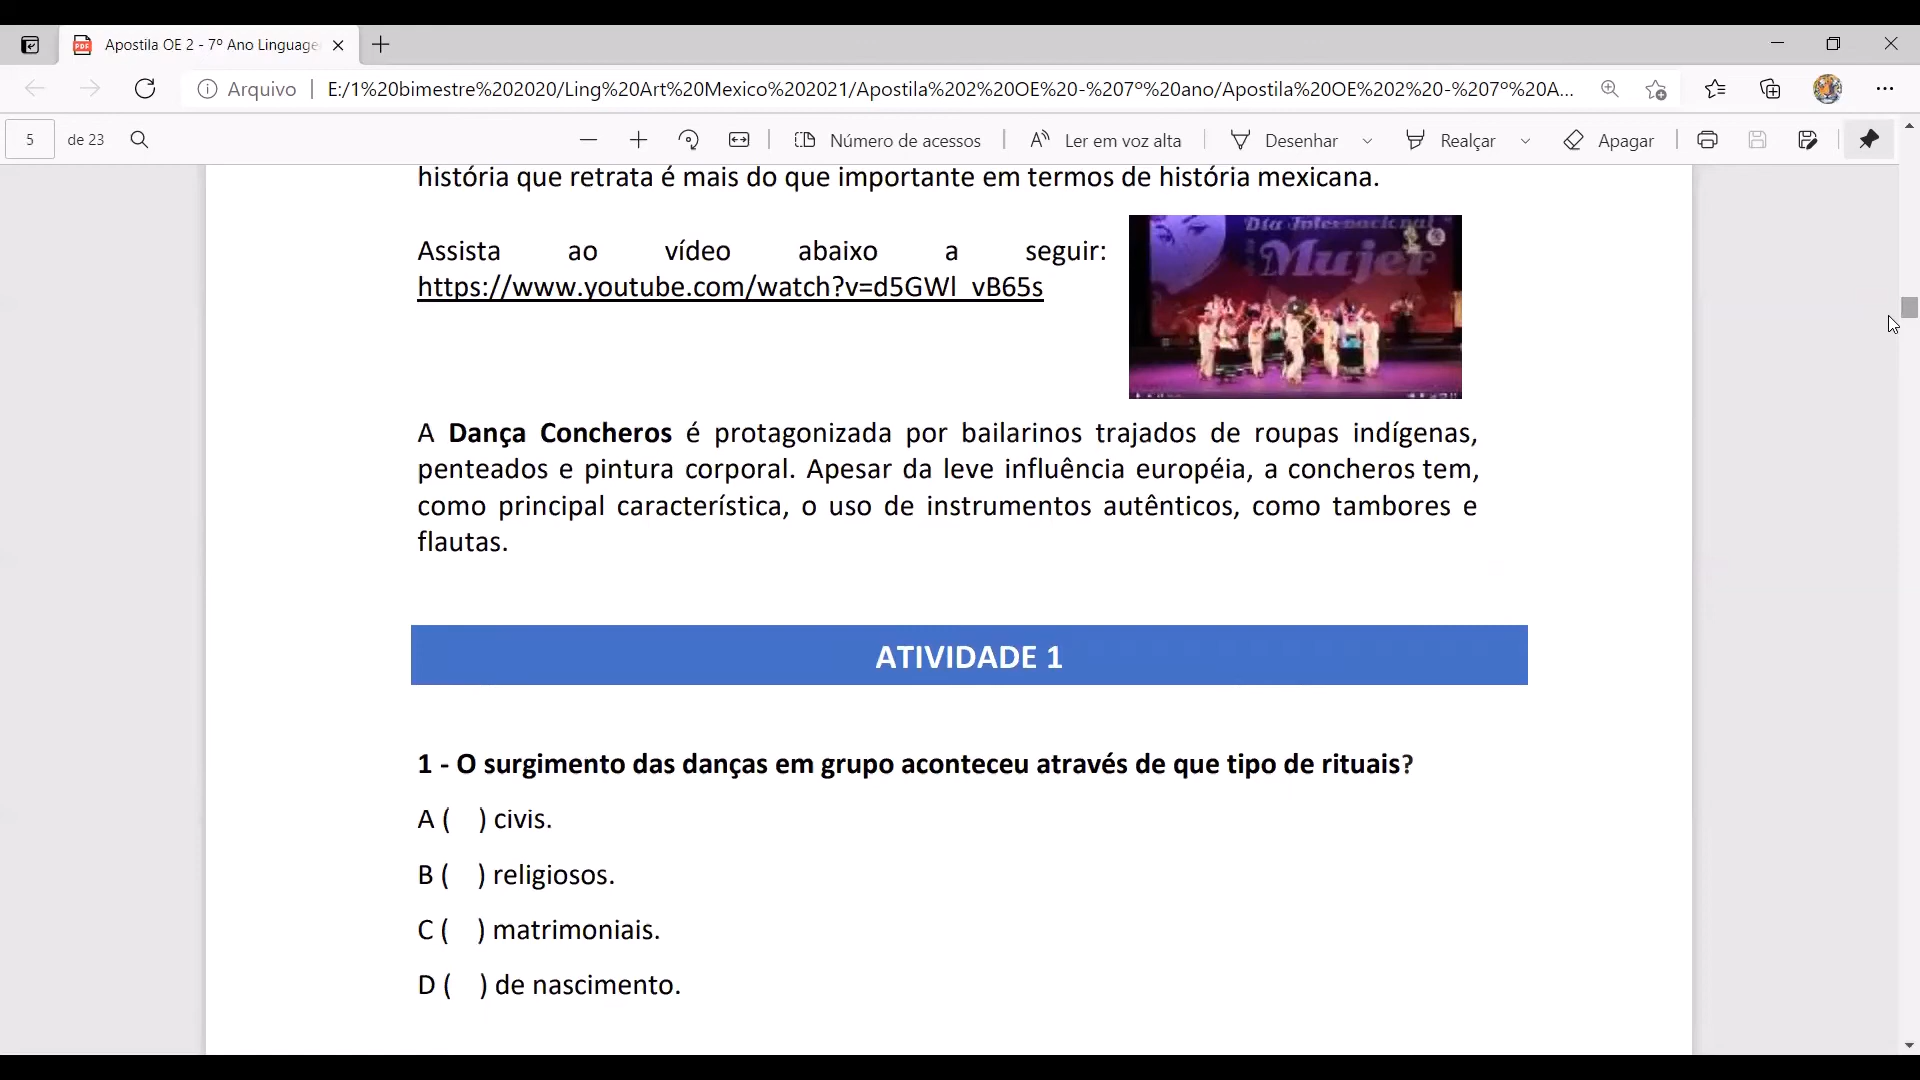 Apostila OE 2 - 7º Ano Linguage
Arquivo
E:/1%20bimestre%202020/Ling%20Art%20Mexico%202021/Apostila%202%20OE%20-%207º%20ano/Apostila%20OE%202%20-%207º%20A...
5 de 23
Número de acessos
Ler em voz alta
Desenhar
Realçar
Apagar
história que retrata é mais do que importante em termos de história mexicana.
Assista ao vídeo abaixo a seguir:
https://www.youtube.com/watch?v=d5GWl_vB65s
Dia Internacional
Mujer
A Dança Concheros é protagonizada por bailarinos trajados de roupas indígenas,
penteados e pintura corporal. Apesar da leve influência européia, a concheros tem,
como principal característica, o uso de instrumentos autênticos, como tambores e
flautas.
ATIVIDADE 1
1 - O surgimento das danças em grupo aconteceu através de que tipo de rituais?
A ( ) civis.
B ( ) religiosos.
C ( ) matrimoniais.
D ( ) de nascimento.